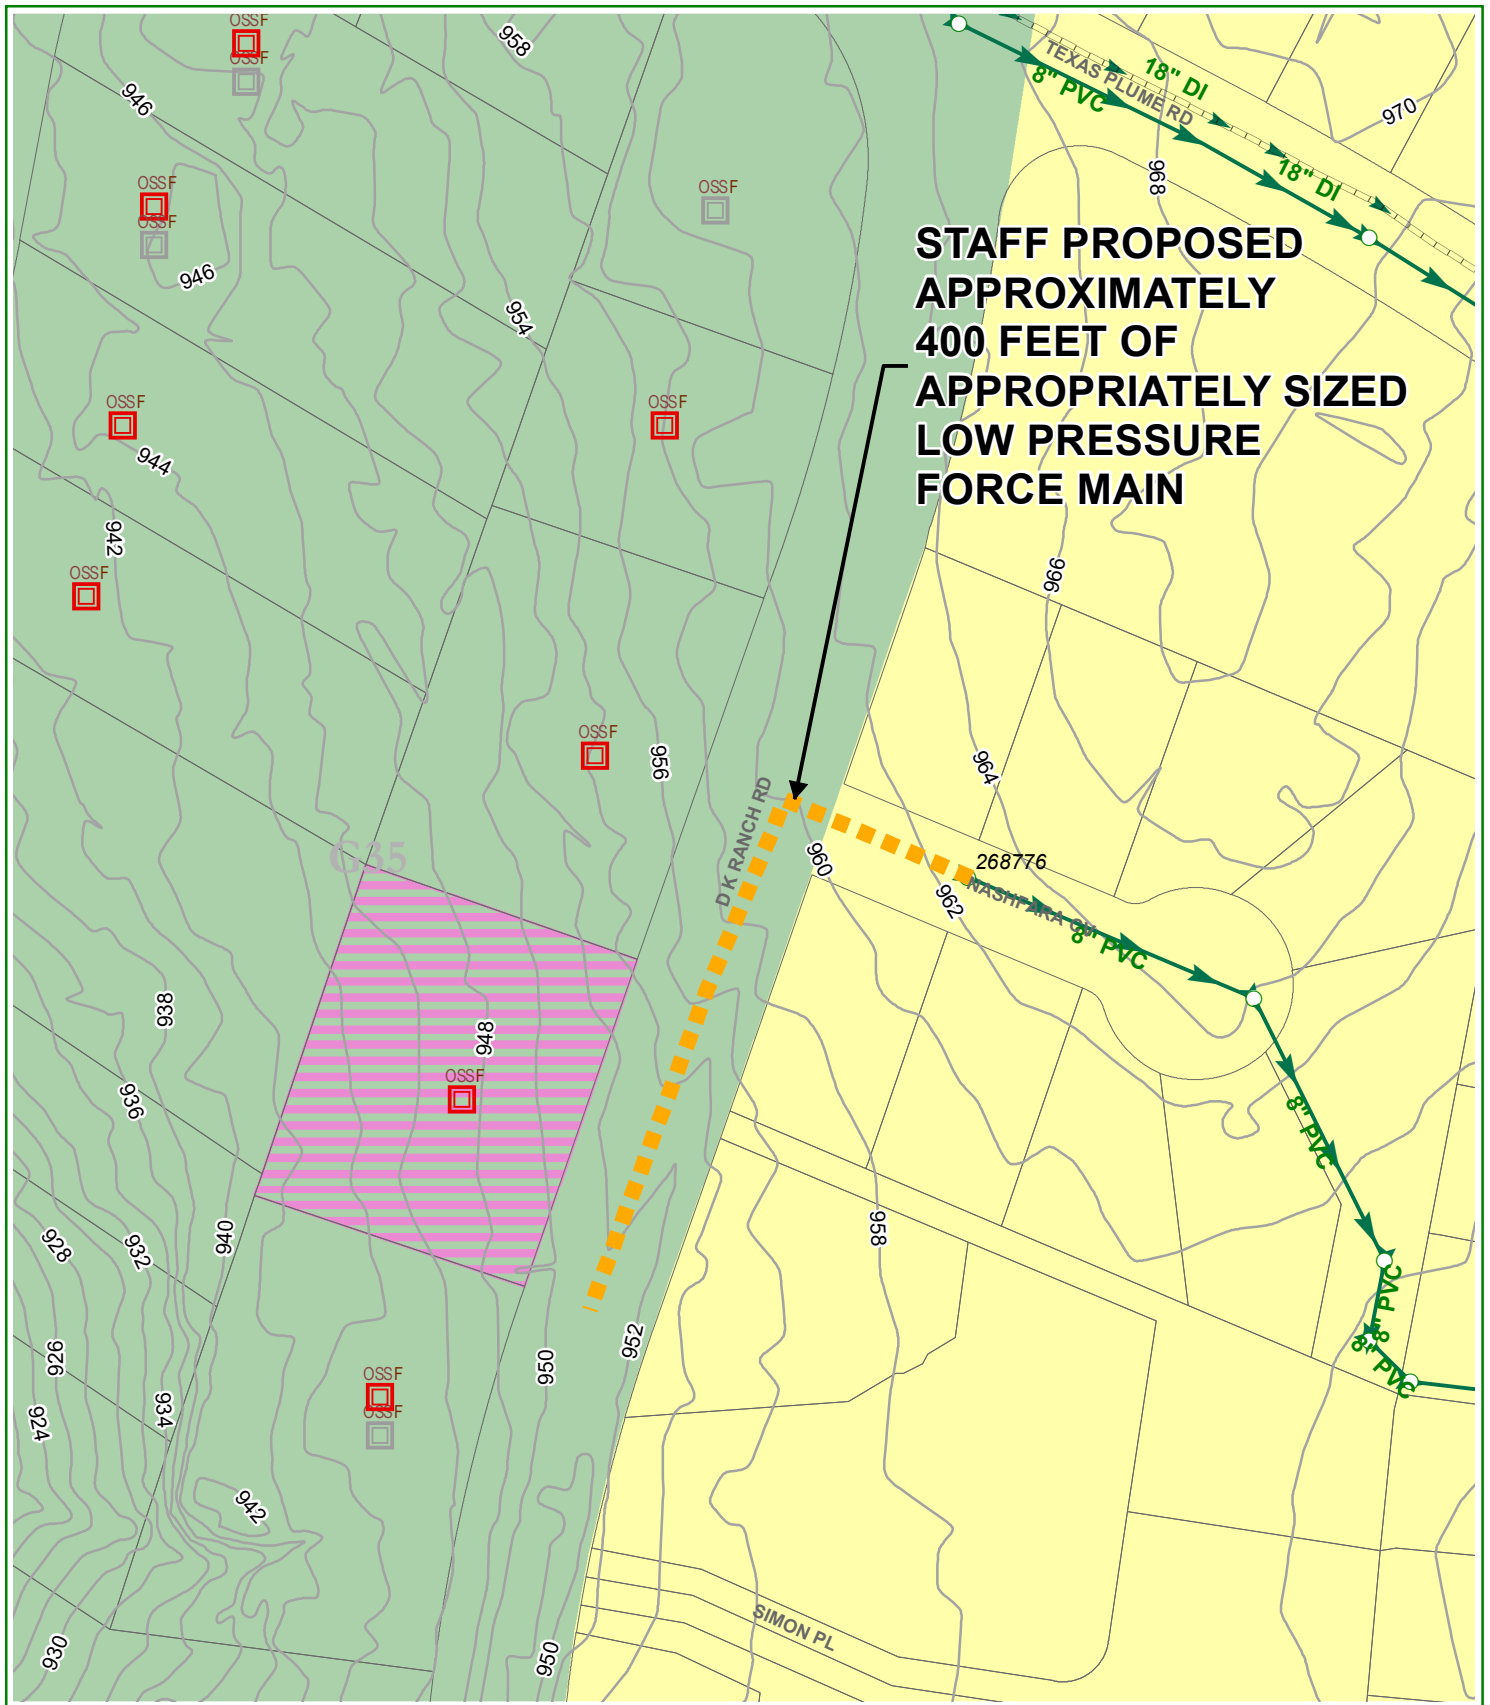 OSSF
OSSF
958
946
TEXAS PLUME RD
18" DI
8" PVC
970
968
18" DI
OSSF
OSSF
OSSF
946
954
STAFF PROPOSED
APPROXIMATELY
400 FEET OF
APPROPRIATELY SIZED
LOW PRESSURE
FORCE MAIN
OSSF
944
OSSF
942
OSSF
966
OSSF
956
964
D K RANCH RD
G35
960
268776
962
8" PVC
938
948
OSSF
936
8" PVC
928
932
940
958
8" PVC
952
950
926
8" PVC
OSSF
OSSF
924
934
942
SIMON PL
930
950